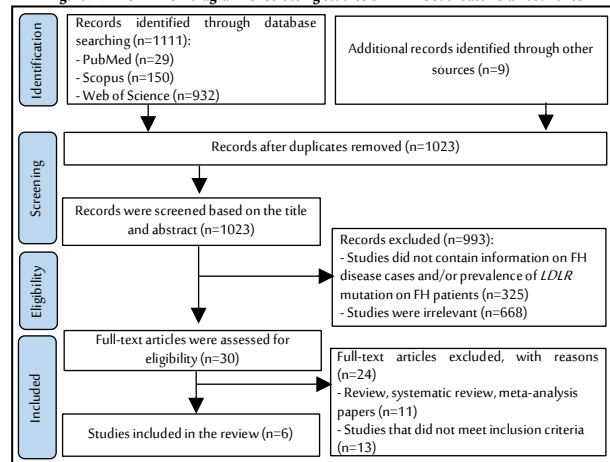 Identification
Records identified through database
searching (n=1111):
- PubMed (n=29)
- Scopus (n=150)
- Web of Science (n=932)
Additional records identified through other
sources (n=9)
Screening
Records after duplicates removed (n=1023)
Records were screened based on the title
and abstract (n=1023)
Records excluded (n=993):
- Studies did not contain information on FH
disease cases and/or prevalence of LDLR
mutation on FH patients (n=325)
- Studies were irrelevant (n=668)
Eligibility
Full-text articles were assessed for
eligibility (n=30)
Full-text articles excluded, with reasons
(n=24)
- Review, systematic review, meta-analysis
papers (n=11)
- Studies that did not meet inclusion criteria
(n=13)
Included
Studies included in the review (n=6)